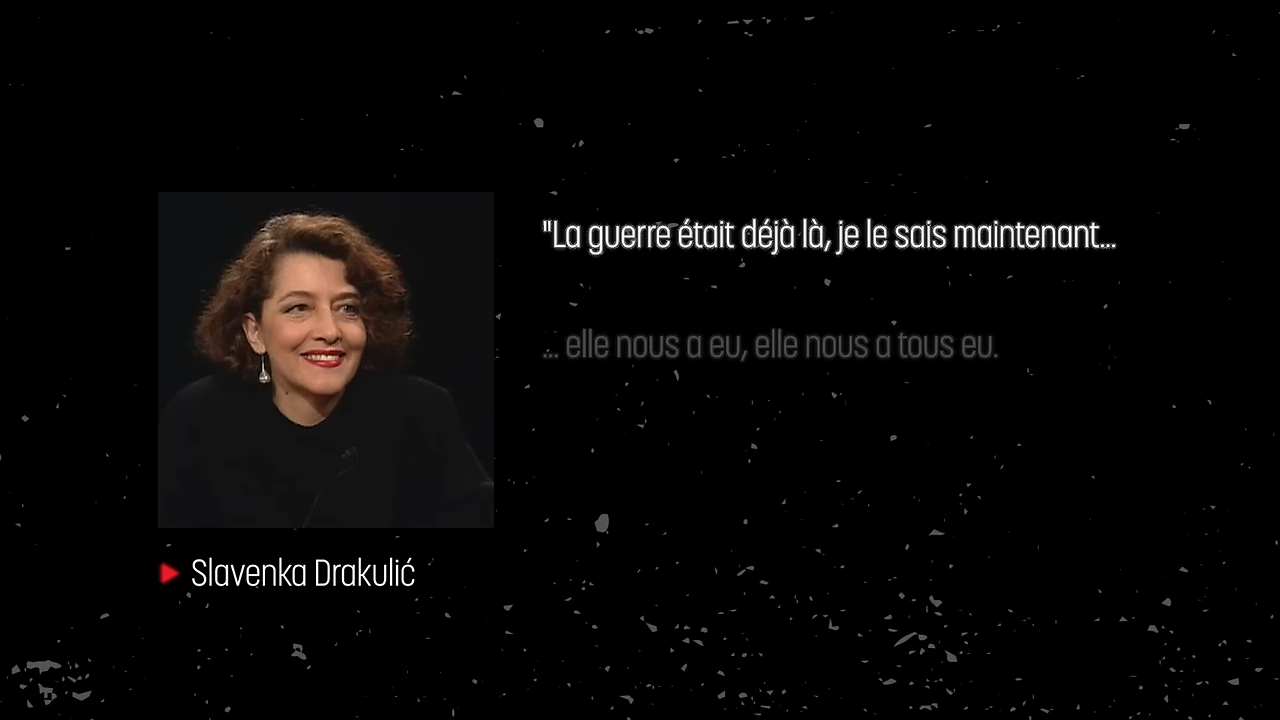 "La guerre était déjà là, je le sais maintenant...
... elle nous a eu, elle nous a tous eu.
Slavenka Drakulić